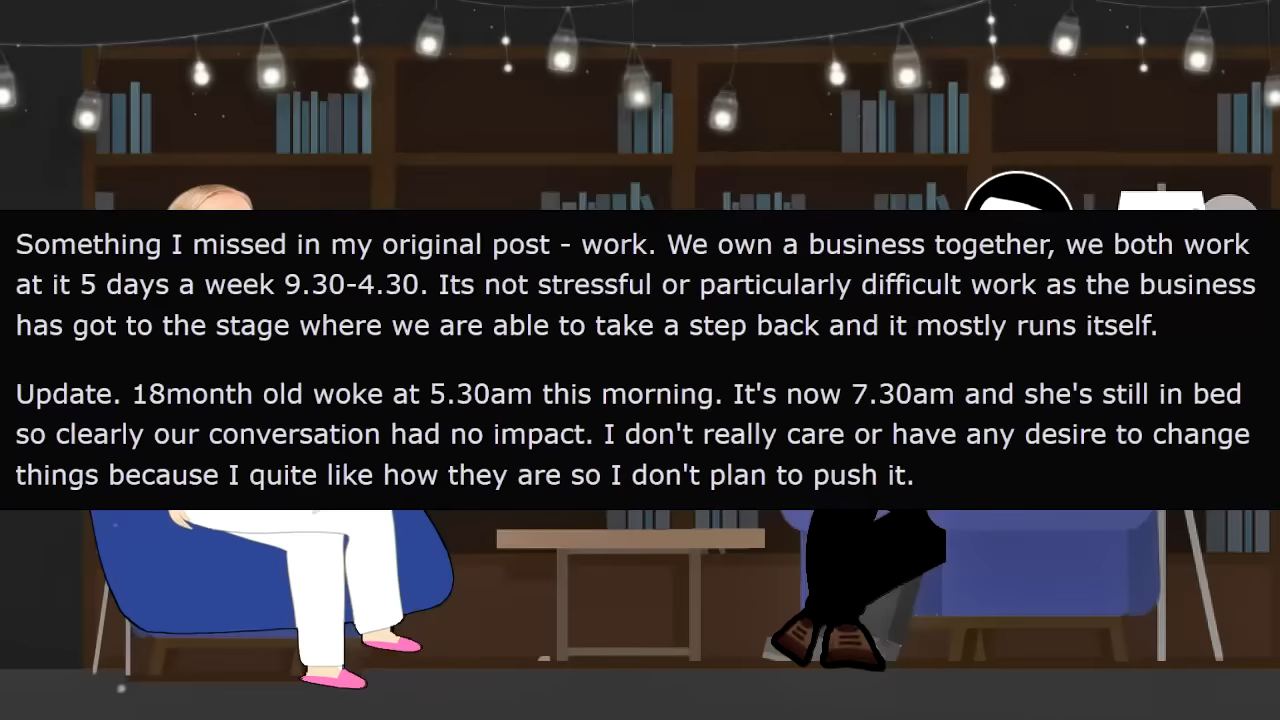 Something I missed in my original post - work. We own a business together, we both work
at it 5 days a week 9.30-4.30. Its not stressful or particularly difficult work as the business
has got to the stage where we are able to take a step back and it mostly runs itself.
Update. 18month old woke at 5.30am this morning. It's now 7.30am and she's still in bed
so clearly our conversation had no impact. I don't really care or have any desire to change
things because I quite like how they are so I don't plan to push it.